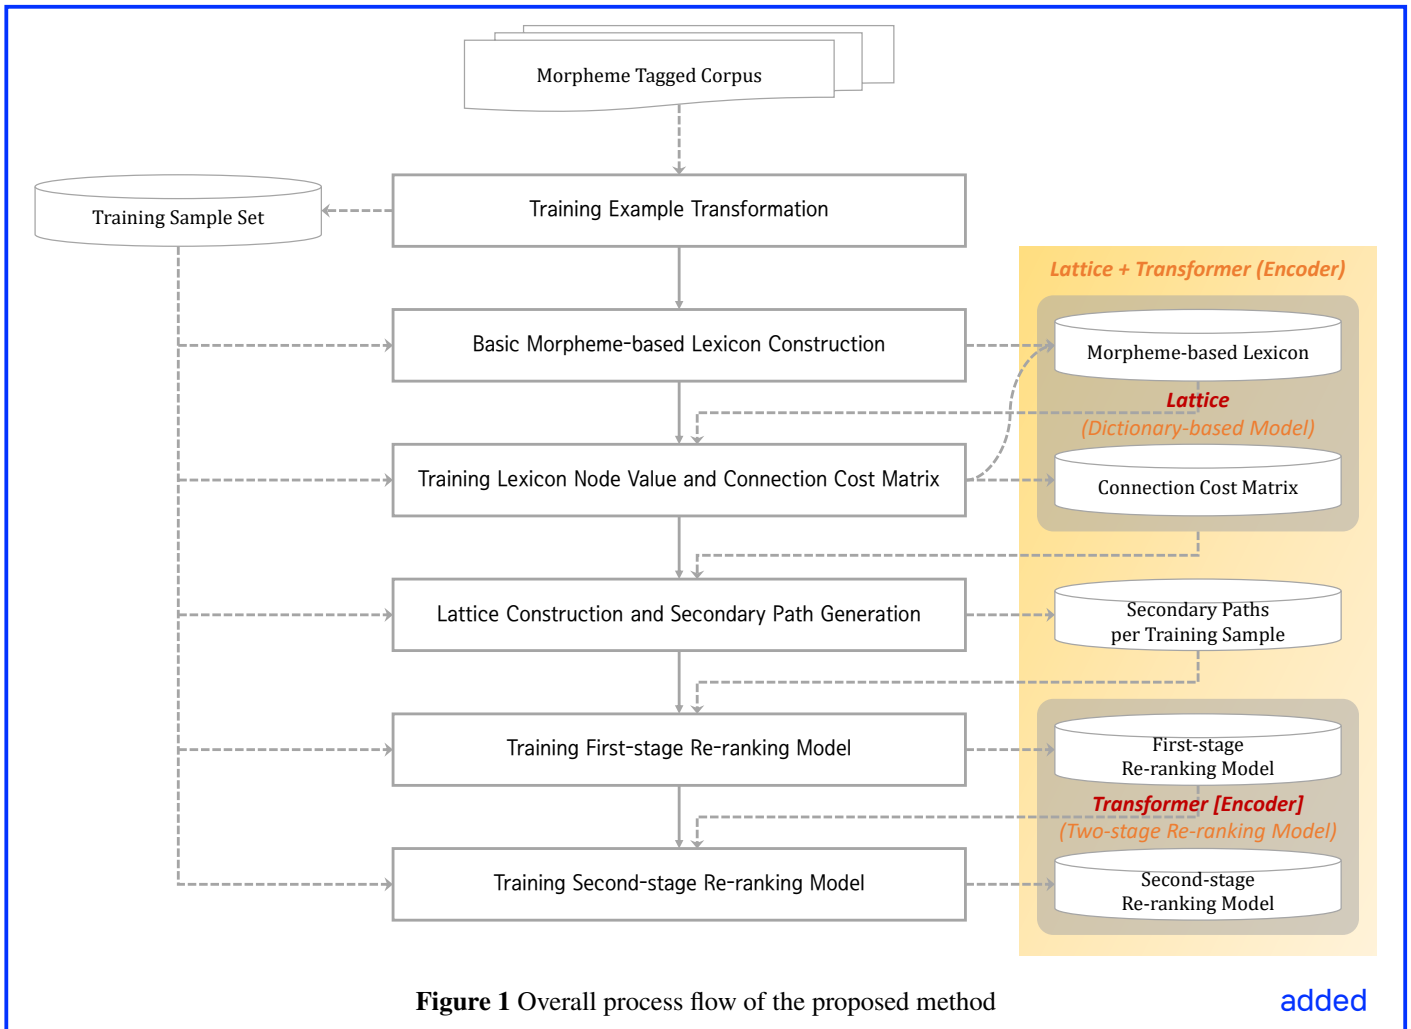 Morpheme Tagged Corpus
Training Sample Set
Training Example Transformation
Lattice + Transformer (Encoder)
Basic Morpheme-based Lexicon Construction
Morpheme-based Lexicon
Lattice
(Dictionary-based Model)
Training Lexicon Node Value and Connection Cost Matrix
Connection Cost Matrix
Lattice Construction and Secondary Path Generation
Secondary Paths
per Training Sample
Training First-stage Re-ranking Model
First-stage
Re-ranking Model
Transformer [Encoder]
(Two-stage Re-ranking Model)
Training Second-stage Re-ranking Model
Second-stage
Re-ranking Model
Figure 1 Overall process flow of the proposed method
added